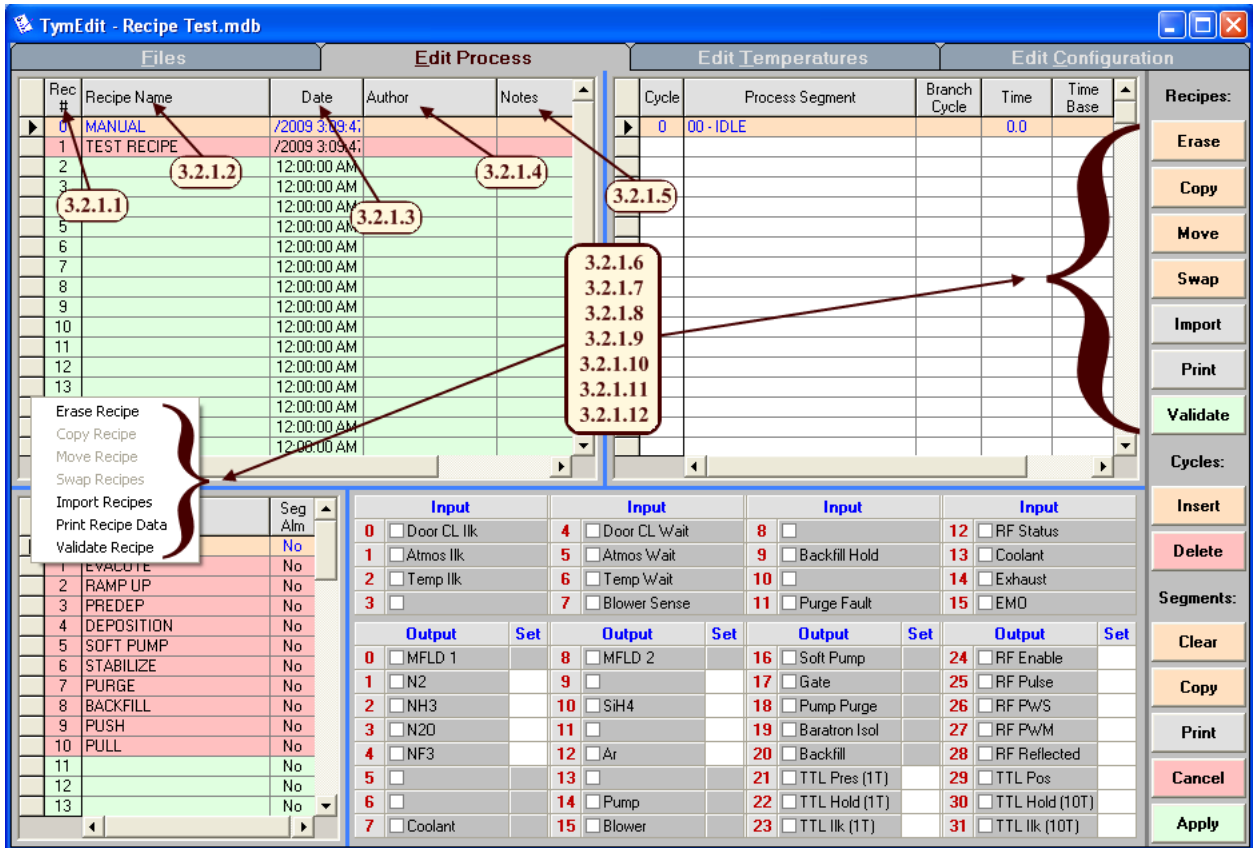 TymEdit - Recipe Test.mdb
Files
Edit Process
Edit Temperatures
Edit Configuration
Rec #
Recipe Name
Date
Author
Notes
0 MANUAL /2009 3:09:4
1 TEST RECIPE /2009 3:09:4
2 12:00:00 AM
3 12:00:00 AM
12:00:00 AM
5 12:00:00 AM
6 12:00:00 AM
7 12:00:00 AM
8 12:00:00 AM
9 12:00:00 AM
10 12:00:00 AM
11 12:00:00 AM
12 12:00:00 AM
13 12:00:00 AM
12:00:00 AM
12:00:00 AM
12:00:00 AM
3.2.1.1
3.2.1.2
3.2.1.3
3.2.1.4
3.2.1.5
3.2.1.6
3.2.1.7
3.2.1.8
3.2.1.9
3.2.1.10
3.2.1.11
3.2.1.12
Erase Recipe
Copy Recipe
Move Recipe
Swap Recipes
Import Recipes
Print Recipe Data
Validate Recipe
Cycle
Process Segment
Branch Cycle
Time
Time Base
0 00 - IDLE 0.0
Recipes:
Erase
Copy
Move
Swap
Import
Print
Validate
Cycles:
Insert
Delete
Segments:
Clear
Copy
Print
Cancel
Apply
Seg Alm
No
1 EVACUTE No
2 RAMP UP No
3 PREDEP No
4 DEPOSITION No
5 SOFT PUMP No
6 STABILIZE No
7 PURGE No
8 BACKFILL No
9 PUSH No
10 PULL No
11 No
12 No
13 No
Input Input Input Input
0 Door CL Ilk 4 Door CL Wait 8 12 RF Status
1 Atmos Ilk 5 Atmos Wait 9 Backfill Hold 13 Coolant
2 Temp Ilk 6 Temp Wait 10 14 Exhaust
3 7 Blower Sense 11 Purge Fault 15 EMO
Output Set Output Set Output Set Output Set
0 MFLD 1 8 MFLD 2 16 Soft Pump 24 RF Enable
1 N2 9 17 Gate 25 RF Pulse
2 NH3 10 SiH4 18 Pump Purge 26 RF PWS
3 N2O 11 19 Baratron Isol 27 RF PWM
4 NF3 12 Ar 20 Backfill 28 RF Reflected
5 13 21 TTL Pres (1T) 29 TTL Pos
6 14 Pump 22 TTL Hold (1T) 30 TTL Hold (10T)
7 Coolant 15 Blower 23 TTL Ilk (1T) 31 TTL Ilk (10T)